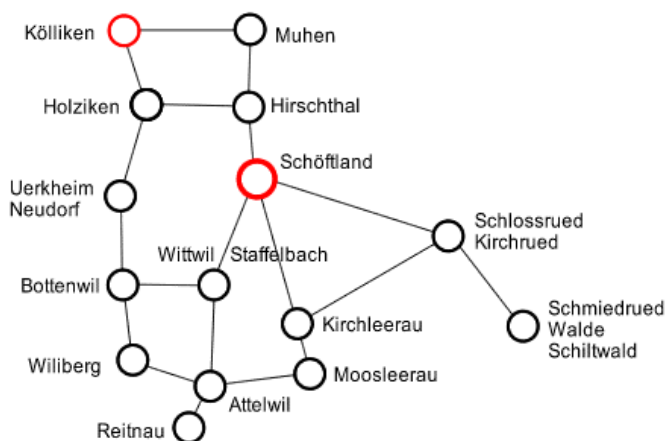 Kölliken
Muhen
Holziken
Hirschthal
Schöftland
Uerkheim
Neudorf
Schlossrued
Kirchrued
Wittwil
Staffelbach
Bottenwil
Schmiedrued
Walde
Schiltwald
Kirchleerau
Wiliberg
Moosleerau
Attelwil
Reitnau